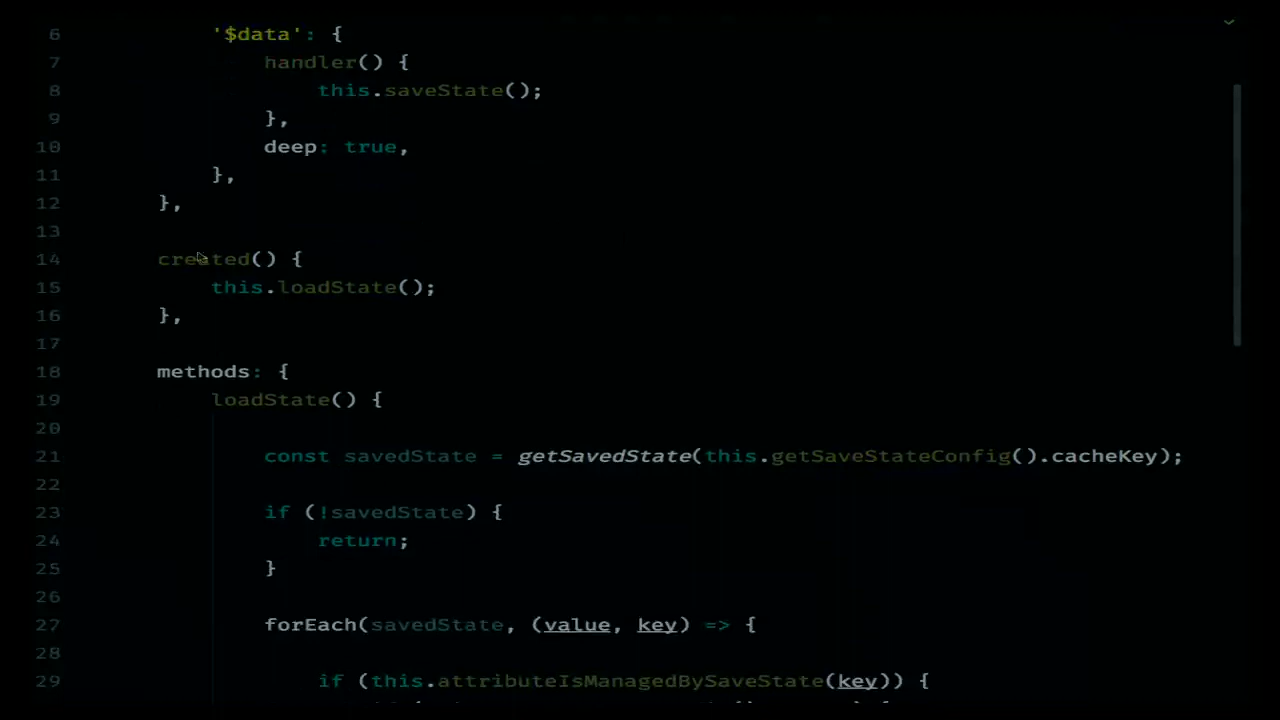 6 '$data': {
7 handler() {
8 this.saveState();
9 },
10 deep: true,
11 },
12 },
13
14 created() {
15 this.loadState();
16 },
17
18 methods: {
19 loadState() {
20
21 const savedState = getSavedState(this.getSaveStateConfig().cacheKey);
22
23 if (!savedState) {
24 return;
25 }
26
27 forEach(savedState, (value, key) => {
28
29 if (this.attributeIsManagedBySaveState(key)) {